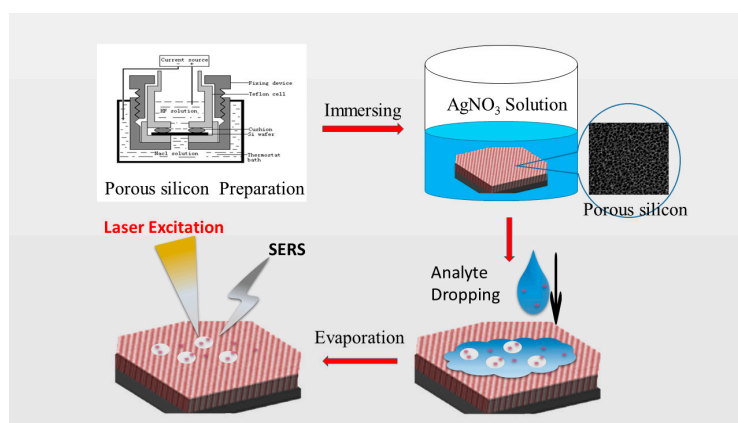 Current source
- +
Fixing device
Teflon cell
HF solution
Cushion
Si wafer
Nacl solution
Thermostat
bath
Porous silicon Preparation
Immersing
AgNO3 Solution
Porous silicon
Laser Excitation
SERS
Analyte
Dropping
Evaporation